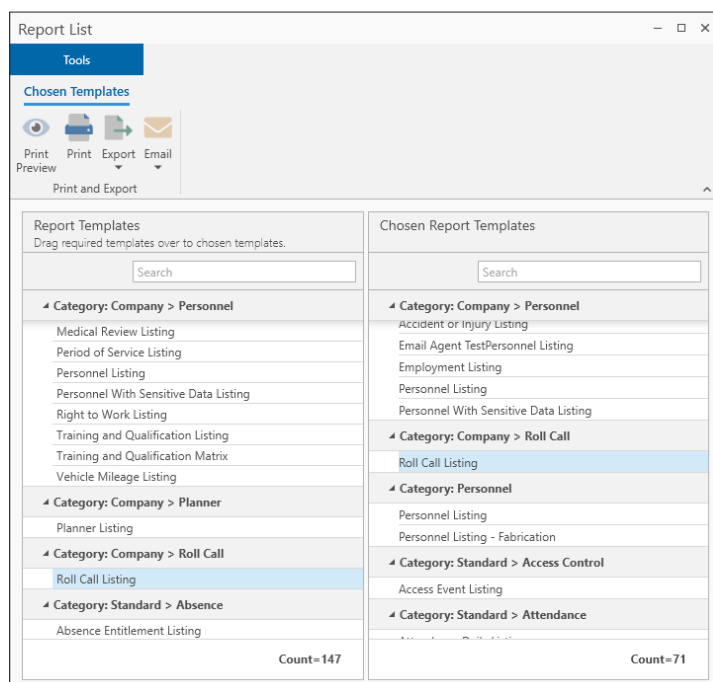 Report List
Tools
Chosen Templates
Print Preview
Print
Export
Email
Print and Export
Report Templates
Drag required templates over to chosen templates.
Search
Category: Company > Personnel
Medical Review Listing
Period of Service Listing
Personnel Listing
Personnel With Sensitive Data Listing
Right to Work Listing
Training and Qualification Listing
Training and Qualification Matrix
Vehicle Mileage Listing
Category: Company > Planner
Planner Listing
Category: Company > Roll Call
Roll Call Listing
Category: Standard > Absence
Absence Entitlement Listing
Count=147
Chosen Report Templates
Search
Category: Company > Personnel
Accident or Injury Listing
Email Agent TestPersonnel Listing
Employment Listing
Personnel Listing
Personnel With Sensitive Data Listing
Category: Company > Roll Call
Roll Call Listing
Category: Personnel
Personnel Listing
Personnel Listing - Fabrication
Category: Standard > Access Control
Access Event Listing
Category: Standard > Attendance
Count=71